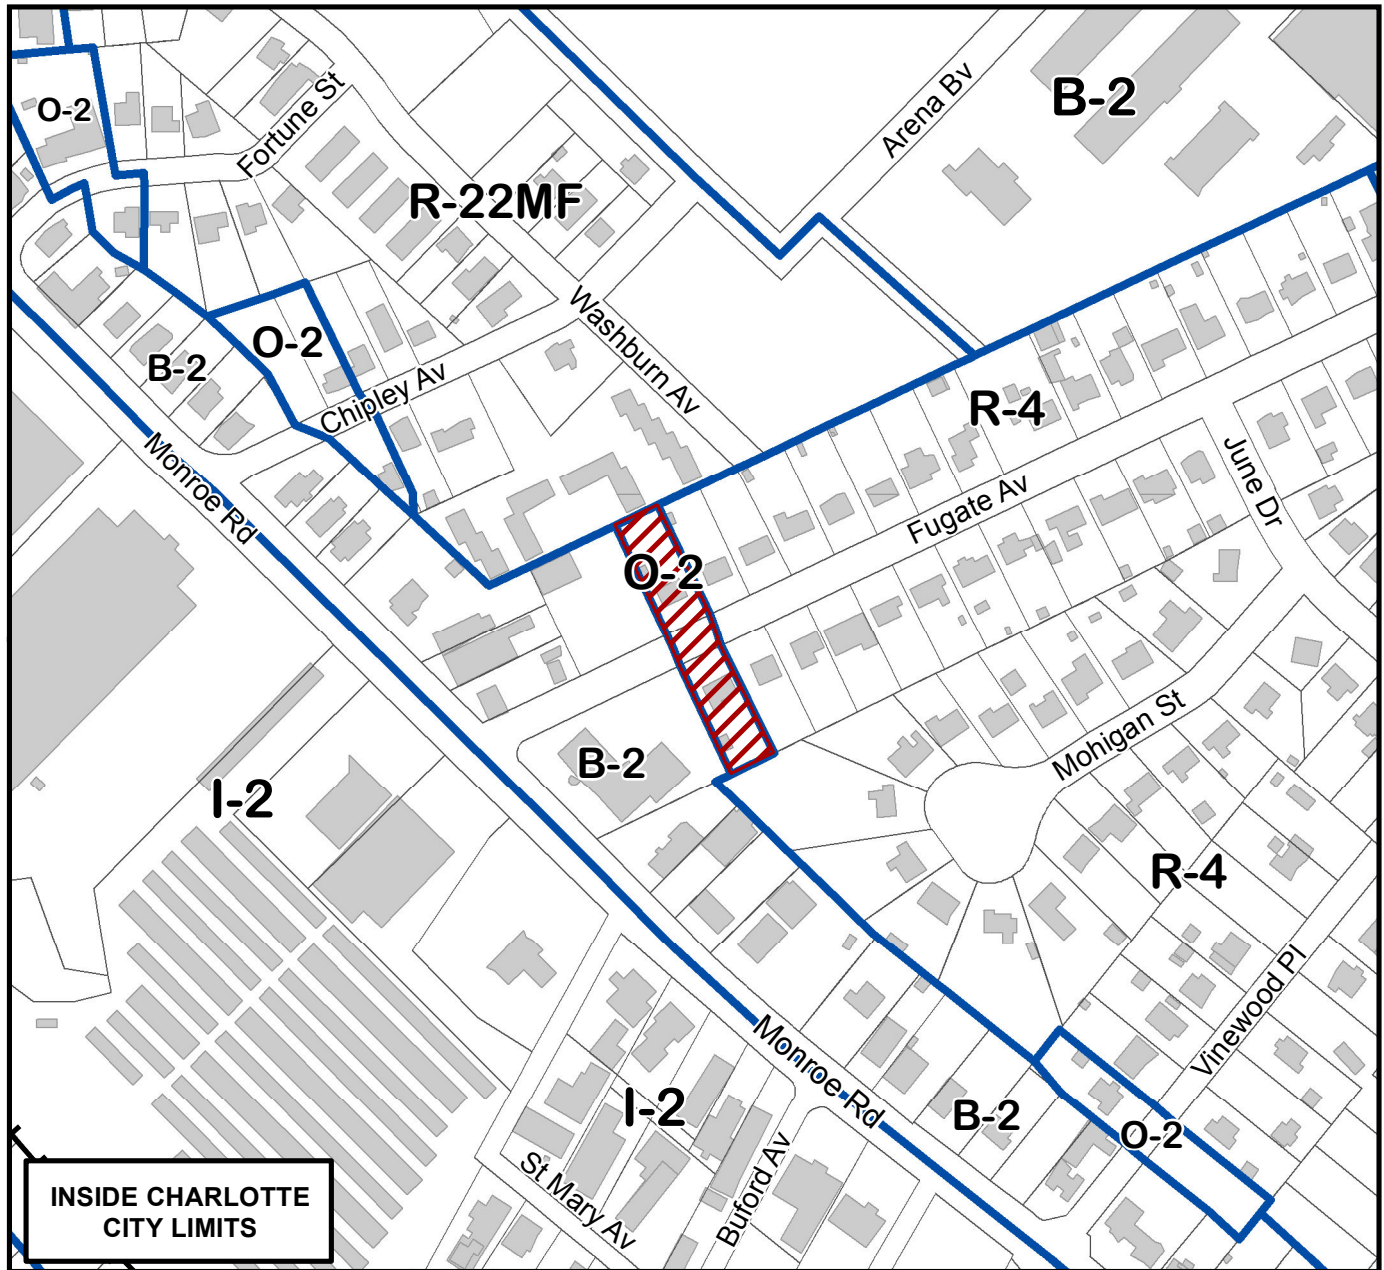 B-2
O-2
Arena Bv
Fortune St
R-22MF
Washburn Av
O-2
B-2
Chipley Av
R-4
June Dr
Monroe Rd
Fugate Av
O-2
Mohigan St
B-2
I-2
R-4
Vinewood Pl
Monroe Rd
I-2
B-2
O-2
St Mary Av
Buford Av
INSIDE CHARLOTTE
CITY LIMITS